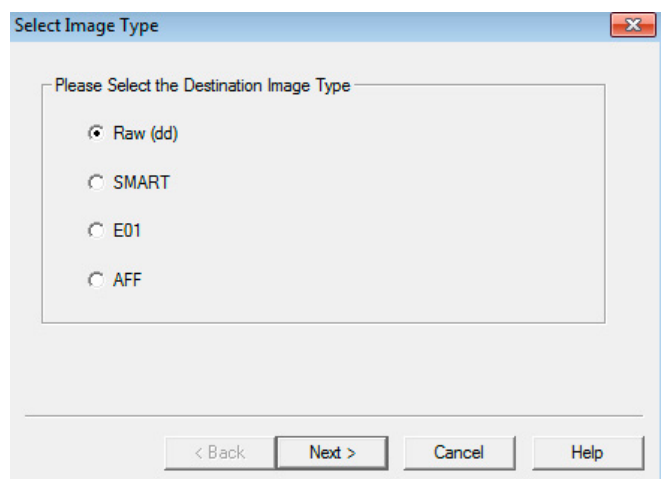 Select Image Type
Please Select the Destination Image Type
Raw (dd)
SMART
E01
AFF
< Back Next > Cancel Help